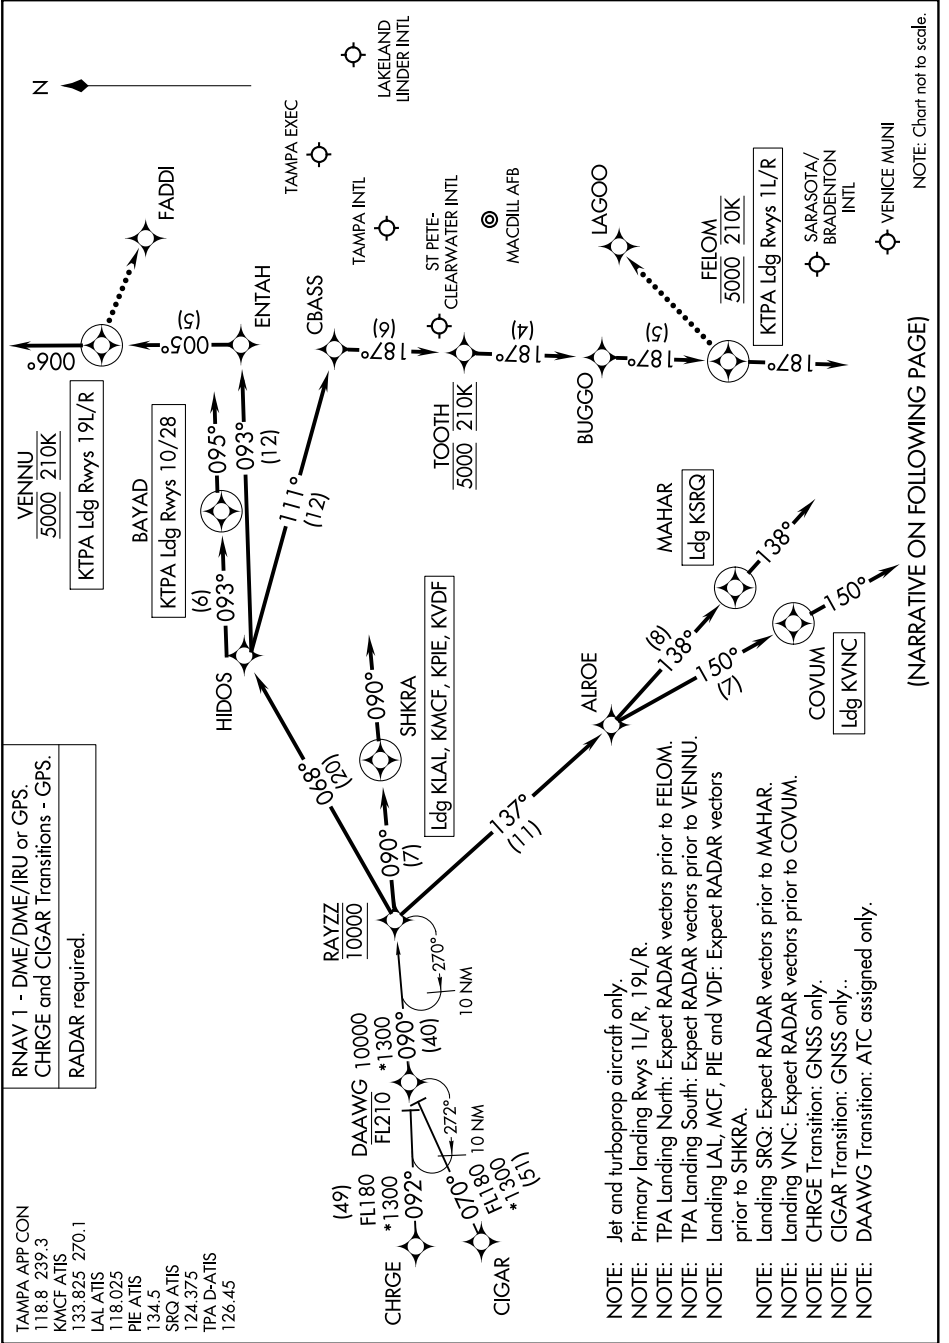 TAMPA APP CON
118.8 239.3
KMCF ATIS
133.825 270.1
LAL ATIS
118.025
PIE ATIS
134.5
SRQ ATIS
124.375
TPA D-ATIS
126.45
RNAV 1 - DME/DME/IRU or GPS.
CHRGE and CIGAR Transitions - GPS.
RADAR required.
VENNU
5000 210K
KTPA Ldg Rwys 19L/R
006°
FADDI
N
005°
(5)
ENTAH
BAYAD
KTPA Ldg Rwys 10/28
(6)
093°
095°
093°
(12)
HIDOS
111°
(12)
CBASS
TAMPA EXEC
LAKELAND
LINDER INTL
TAMPA INTL
187°
(6)
ST PETE-
CLEARWATER INTL
MACDILL AFB
TOOTH
5000 210K
187°
(4)
BUGGO
187°
(5)
LAGOO
FELOM
5000 210K
KTPA Ldg Rwys 1L/R
187°
SARASOTA/
BRADENTON
INTL
VENICE MUNI
NOTE: Chart not to scale.
068°
(20)
SHKRA
090°
Ldg KLAL, KMCF, KPIE, KVDF
RAYZZ
10000
090°
(7)
270°
10 NM
137°
(11)
ALROE
MAHAR
Ldg KSRQ
(8)
138°
138°
150°
(7)
150°
COVUM
Ldg KVNC
DAAWG
FL210
10000
*1300
090°
(40)
272°
10 NM
(49)
FL180
*1300
092°
CHRGE
070°
FL180
*1300
(51)
CIGAR
NOTE: Jet and turboprop aircraft only.
NOTE: Primary landing Rwys 1L/R, 19L/R.
NOTE: TPA Landing North: Expect RADAR vectors prior to FELOM.
NOTE: TPA Landing South: Expect RADAR vectors prior to VENNU.
NOTE: Landing LAL, MCF, PIE and VDF: Expect RADAR vectors
prior to SHKRA.
NOTE: Landing SRQ: Expect RADAR vectors prior to MAHAR.
NOTE: Landing VNC: Expect RADAR vectors prior to COVUM.
NOTE: CHRGE Transition: GNSS only.
NOTE: CIGAR Transition: GNSS only..
NOTE: DAAWG Transition: ATC assigned only.
(NARRATIVE ON FOLLOWING PAGE)